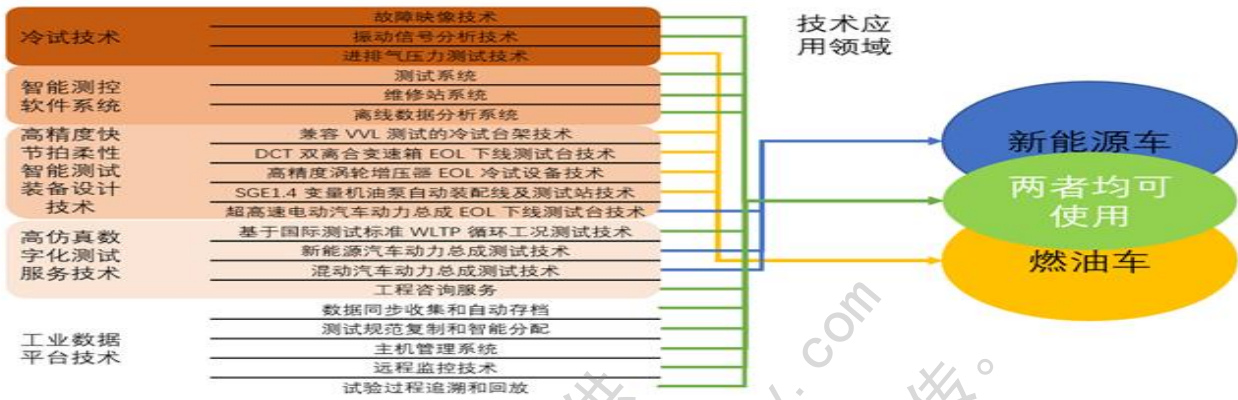 技术应
用领域
冷试技术
故障映像技术
振动信号分析技术
进排气压力测试技术
智能测控
软件系统
测试系统
维修站系统
离线数据分析系统
高精度快
节拍柔性
智能测试
装备设计
技术
兼容 VVL 测试的冷试台架技术
DCT 双离合变速箱 EOL 下线测试台技术
高精度涡轮增压器 EOL 冷试设备技术
SGE1.4 变量机油泵自动装配线及测试站技术
超高速电动汽车动力总成 EOL 下线测试台技术
高仿真数
字化测试
服务技术
基于国际测试标准 WLTP 循环工况测试技术
新能源汽车动力总成测试技术
混动汽车动力总成测试技术
工程咨询服务
工业数据
平台技术
数据同步收集和自动存档
测试规范复制和智能分配
主机管理系统
远程监控技术
试验过程追溯和回放
新能源车
两者均可
使用
燃油车
供
.com
传。